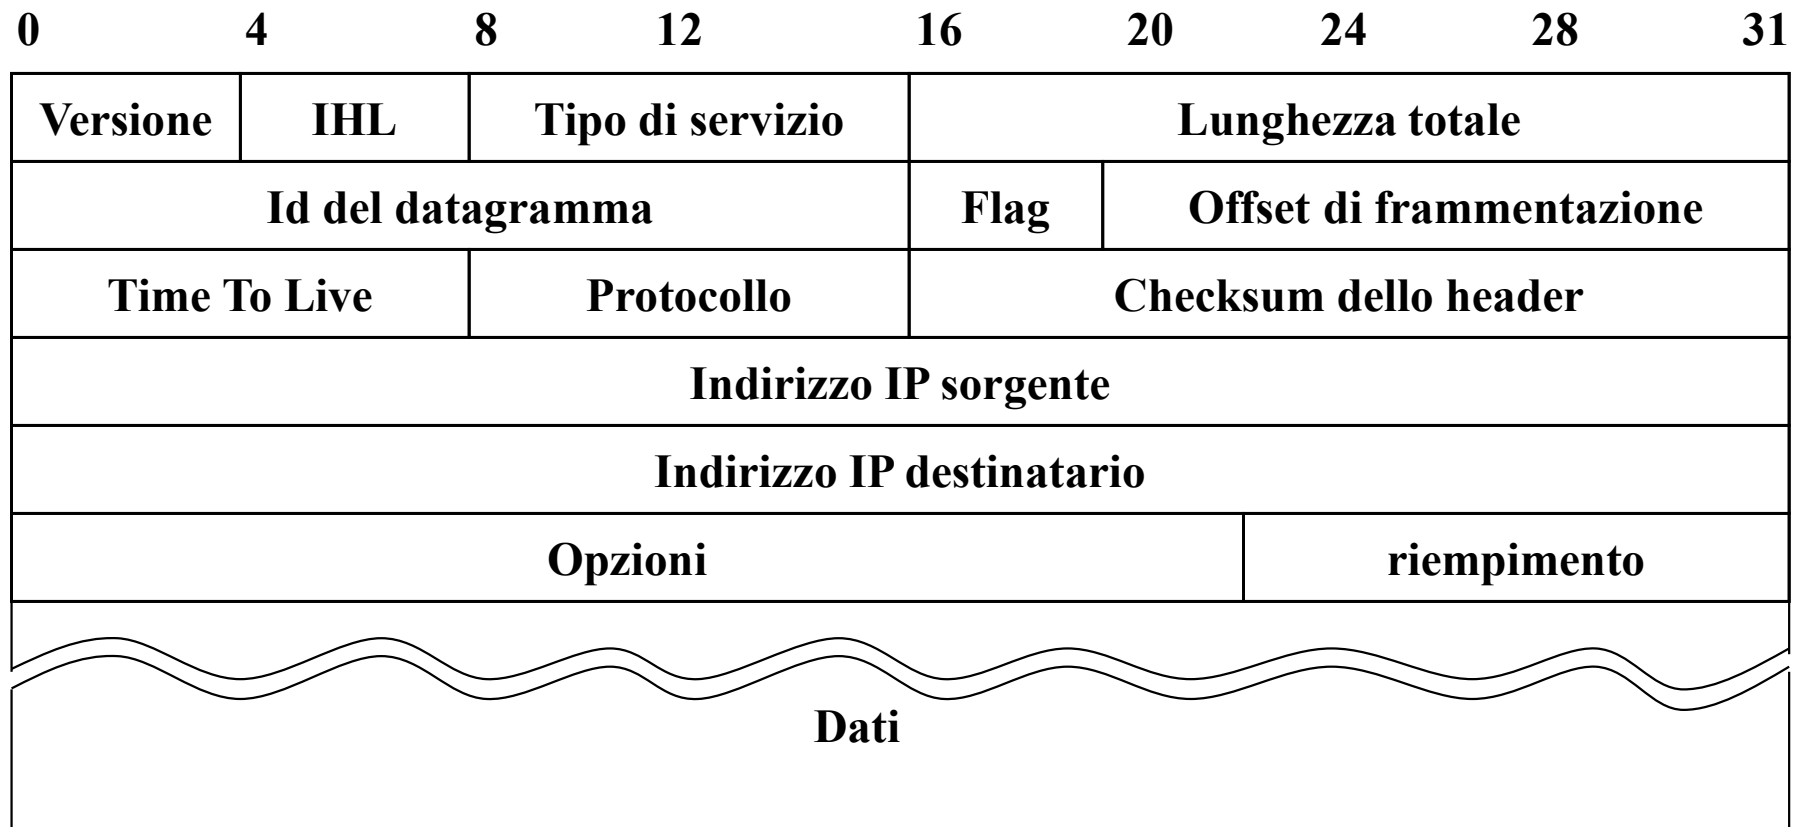 0 4 8 12 16 20 24 28 31
Versione IHL Tipo di servizio Lunghezza totale
Id del datagramma Flag Offset di frammentazione
Time To Live Protocollo Checksum dello header
Indirizzo IP sorgente
Indirizzo IP destinatario
Opzioni riempimento
Dati